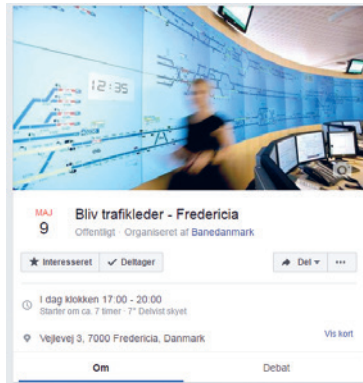 12:35
MAJ
9
Bliv trafikleder - Fredericia
Offentligt · Organiseret af Banedanmark
Interesseret
Deltager
Del
I dag klokken 17:00 - 20:00
Starter om ca. 7 timer · 7° Delvist skyet
Vejlevej 3, 7000 Fredericia, Danmark
Vis kort
Om
Debat